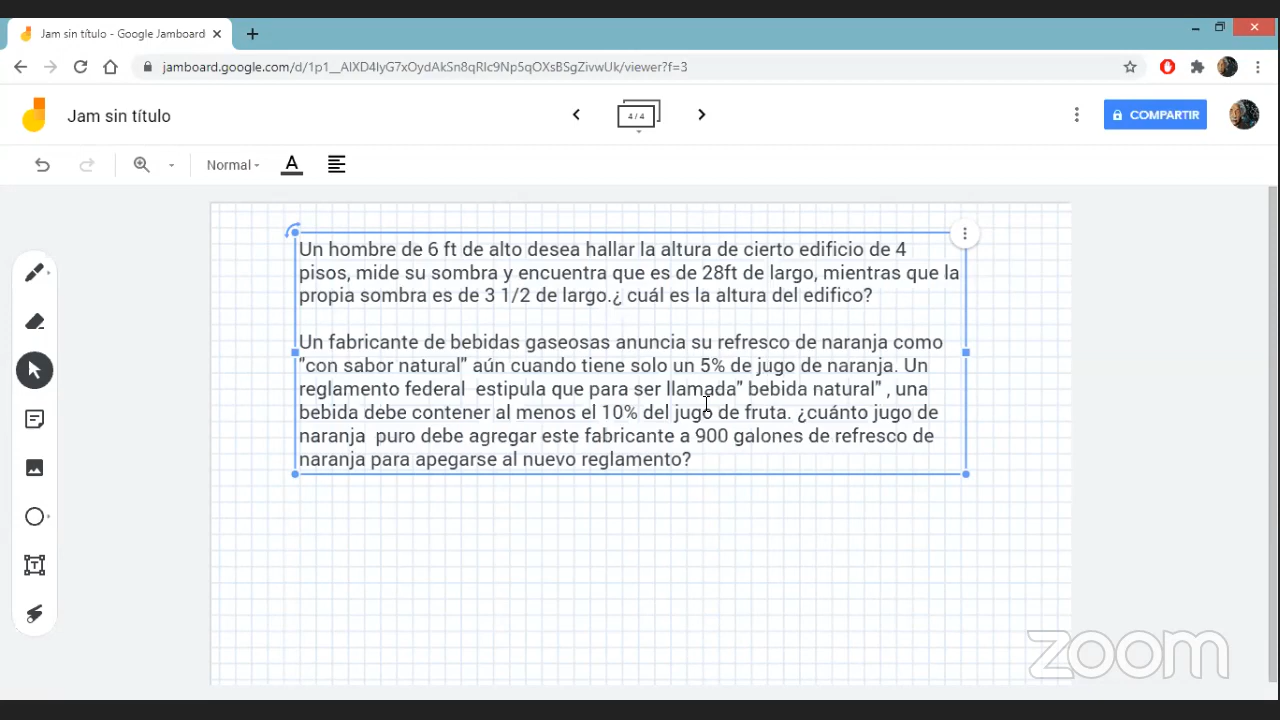 Jam sin título - Google Jamboard
jamboard.google.com/d/1p1__AIXD4IyG7xOydAkSn8qRlc9Np5qOXsBSgZivwUk/viewer?f=3
Jam sin título
4 / 4
COMPARTIR
Normal
A
Un hombre de 6 ft de alto desea hallar la altura de cierto edificio de 4
pisos, mide su sombra y encuentra que es de 28ft de largo, mientras que la
propia sombra es de 3 1/2 de largo.¿ cuál es la altura del edifico?
Un fabricante de bebidas gaseosas anuncia su refresco de naranja como
"con sabor natural" aún cuando tiene solo un 5% de jugo de naranja. Un
reglamento federal  estipula que para ser llamada" bebida natural" , una
bebida debe contener al menos el 10% del jugo de fruta. ¿cuánto jugo de
naranja  puro debe agregar este fabricante a 900 galones de refresco de
naranja para apegarse al nuevo reglamento?
zoom